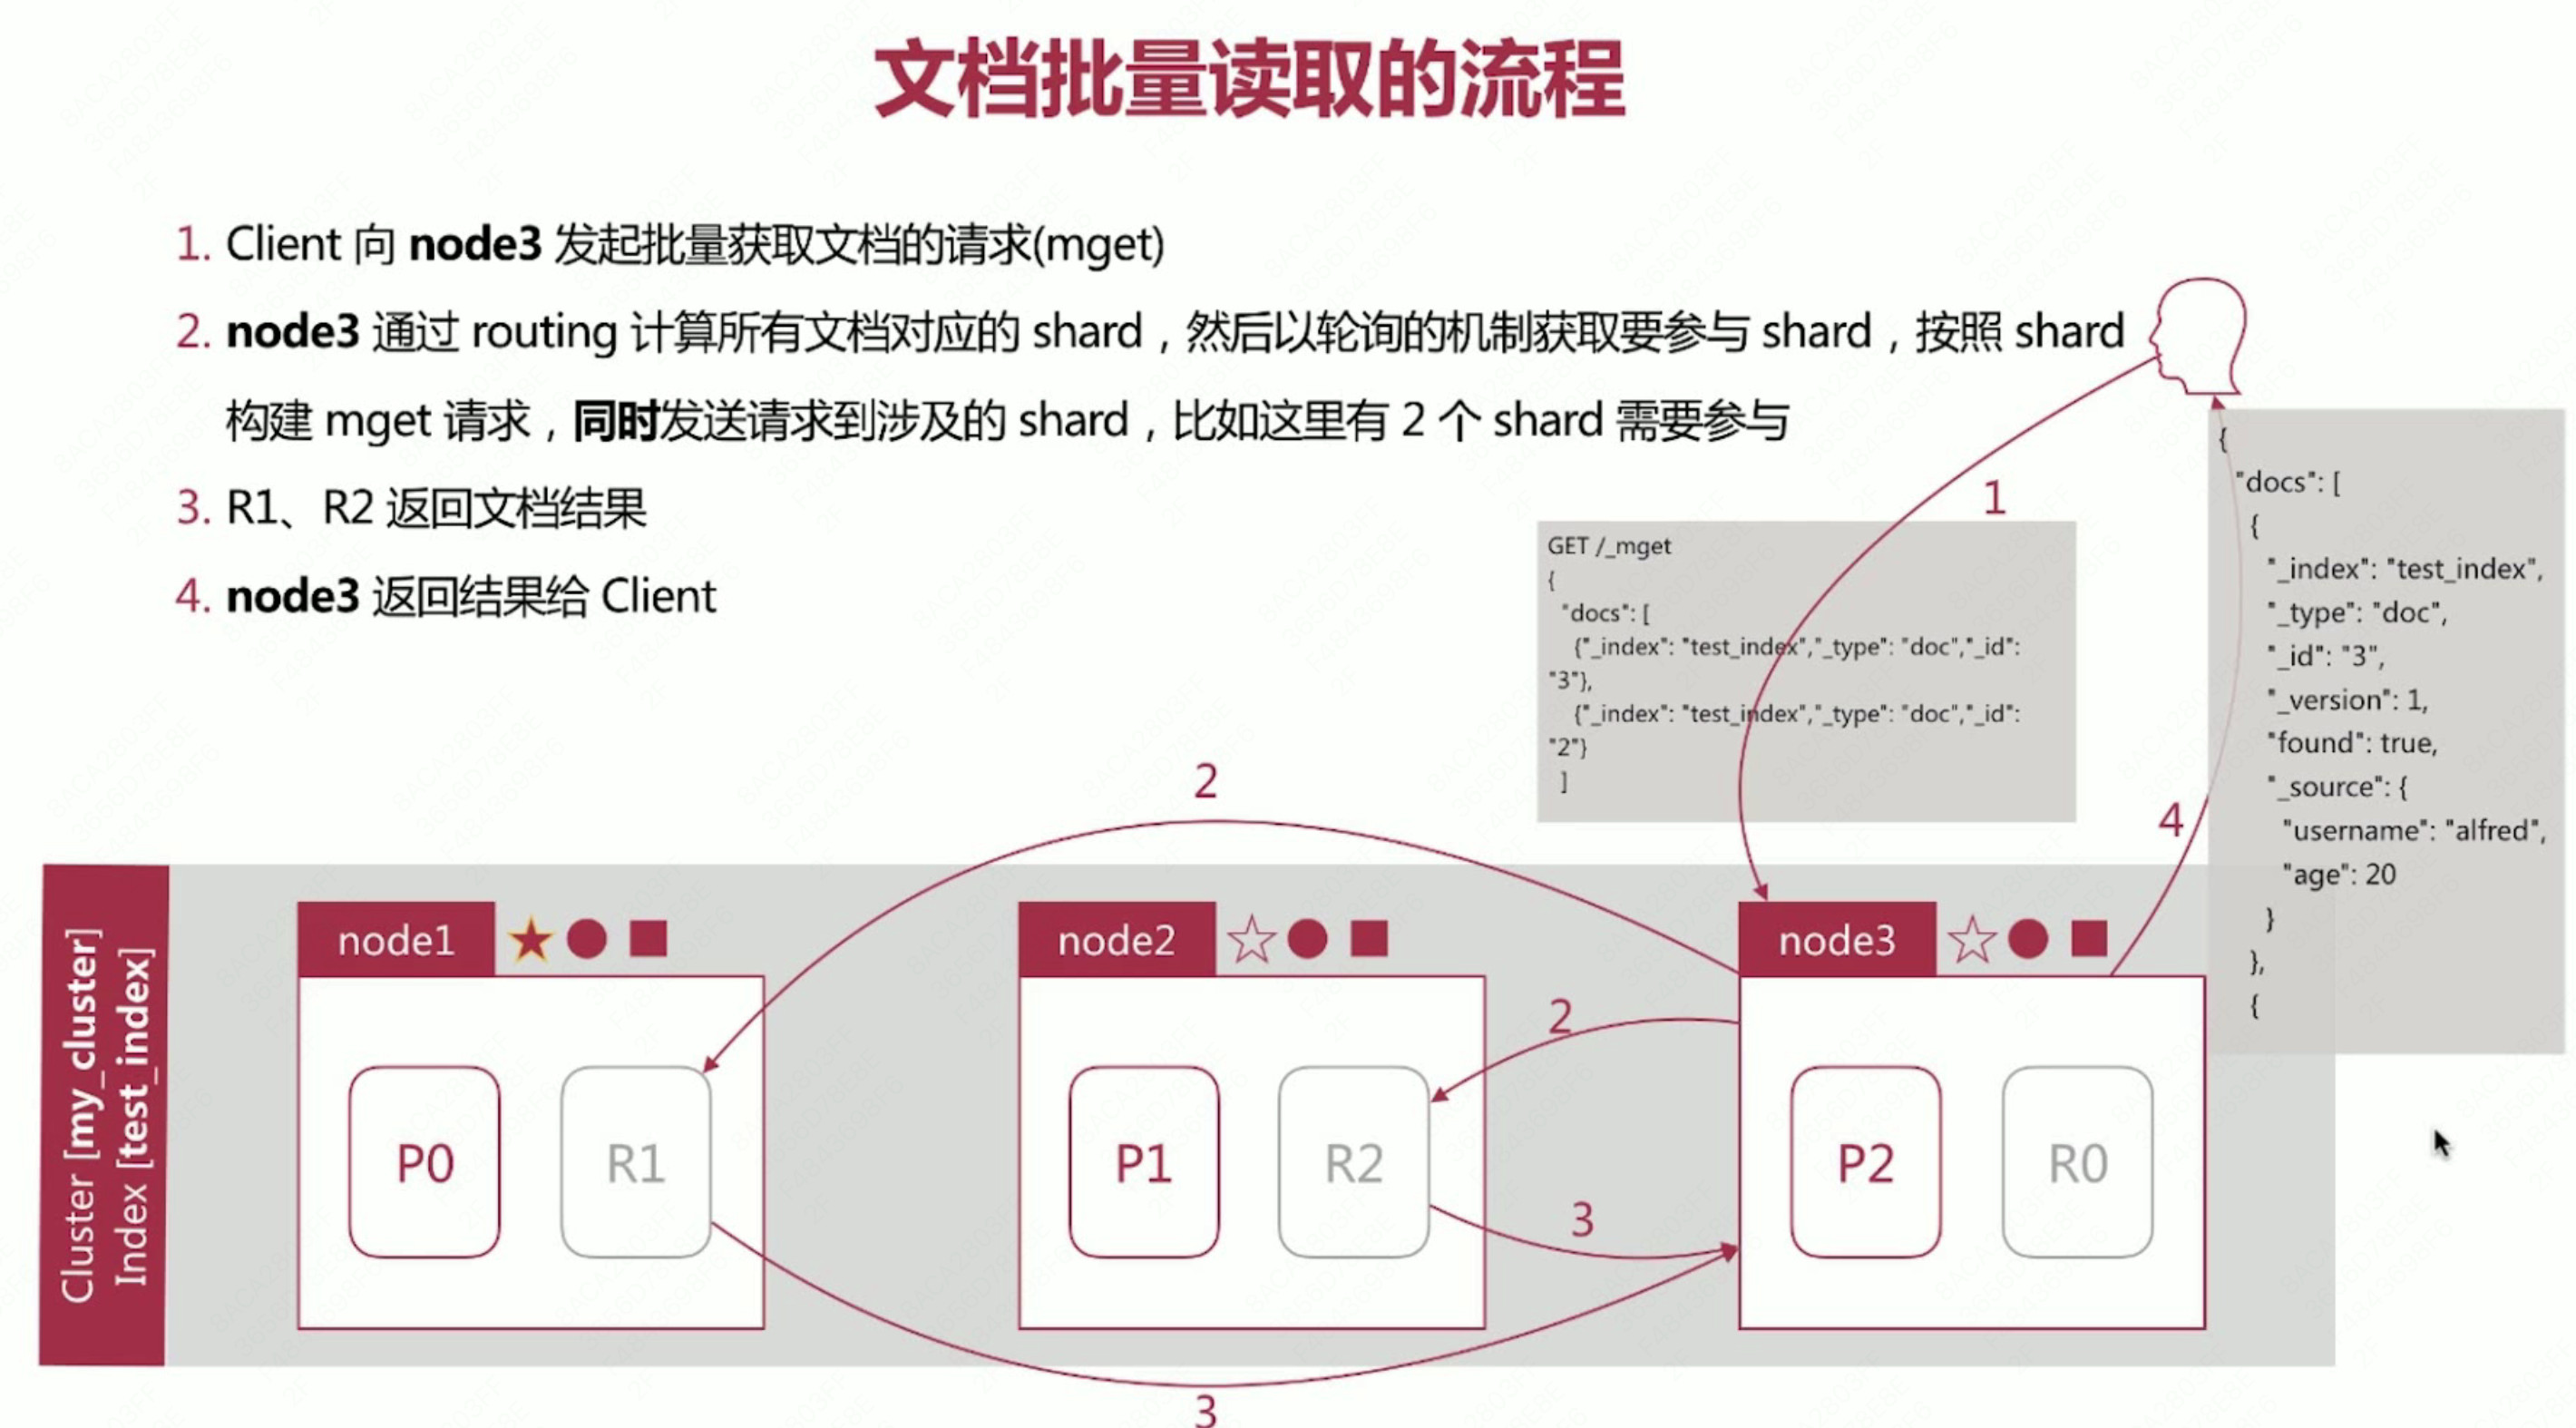 文档批量读取的流程
1. Client 向 node3 发起批量获取文档的请求(mget)
2. node3 通过 routing 计算所有文档对应的 shard，然后以轮询的机制获取要参与 shard，按照 shard
构建 mget 请求，同时发送请求到涉及的 shard，比如这里有 2 个 shard 需要参与
3. R1、R2 返回文档结果
4. node3 返回结果给 Client
1
GET /_mget
{
"docs": [
{"_index": "test_index","_type": "doc","_id":
"3"},
{"_index": "test_index","_type": "doc","_id":
"2"}
]
{
"docs": [
{
"_index": "test_index",
"_type": "doc",
"_id": "3",
"_version": 1,
"found": true,
"_source": {
"username": "alfred",
"age": 20
}
},
{
2
4
Cluster [my_cluster]
Index [test_index]
node1
node2
node3
2
P0
R1
P1
R2
P2
R0
3
3